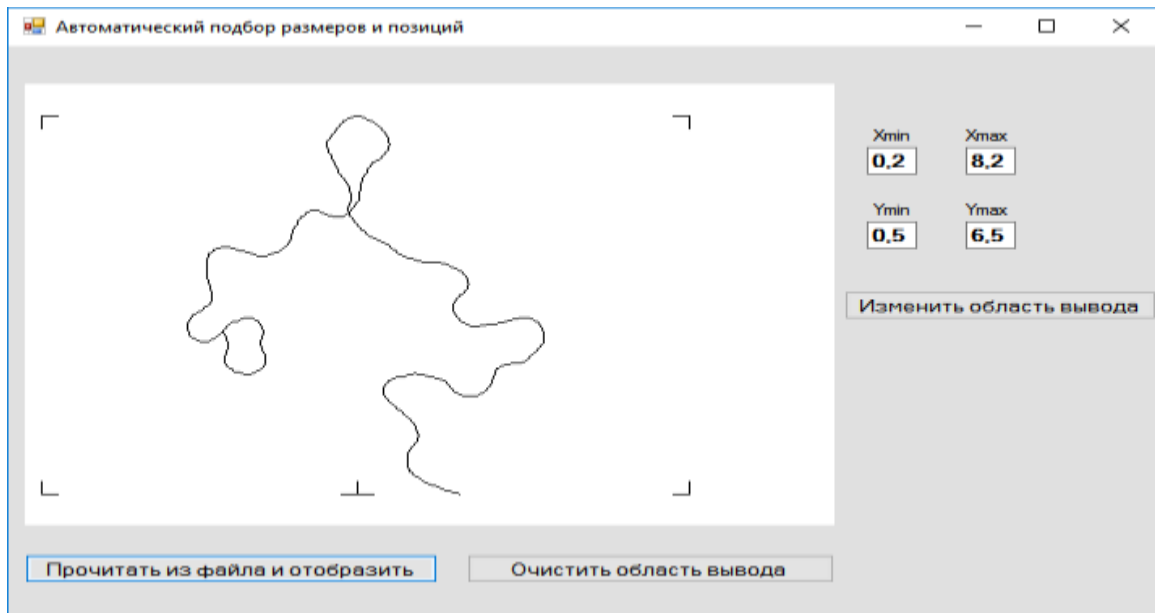 Автоматический подбор размеров и позиций
Xmin Xmax
0,2 8,2
Ymin Ymax
0,5 6,5
Изменить область вывода
Прочитать из файла и отобразить Очистить область вывода